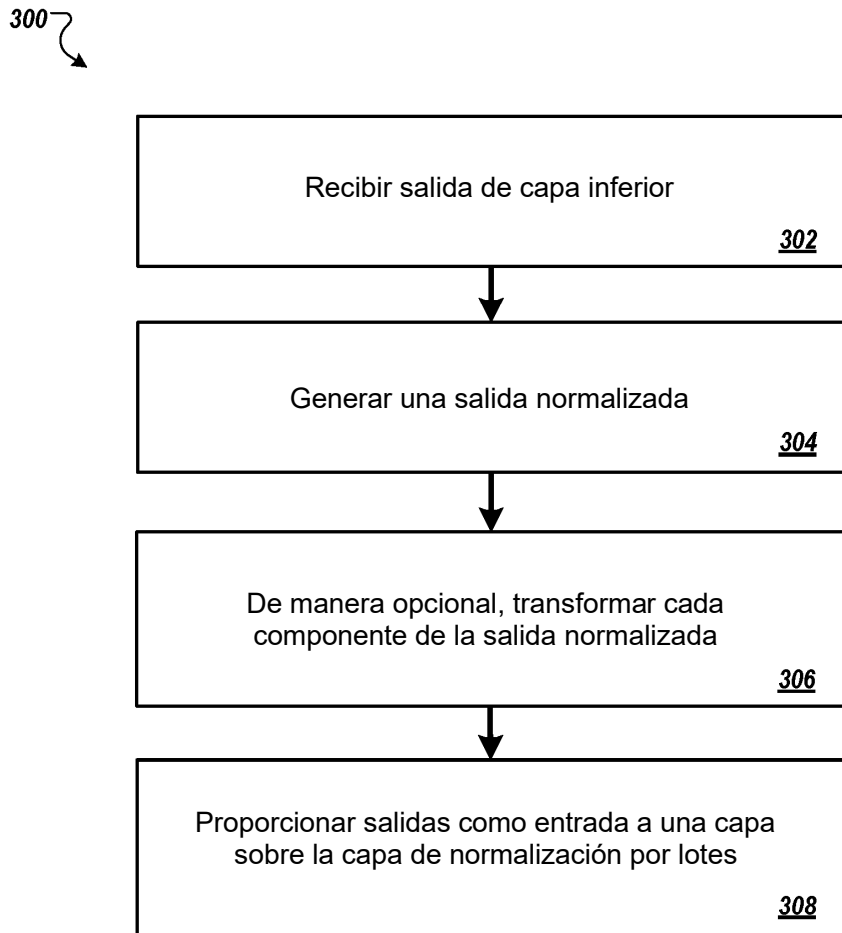 300
Recibir salida de capa inferior
302
Generar una salida normalizada
304
De manera opcional, transformar cada
componente de la salida normalizada
306
Proporcionar salidas como entrada a una capa
sobre la capa de normalización por lotes
308